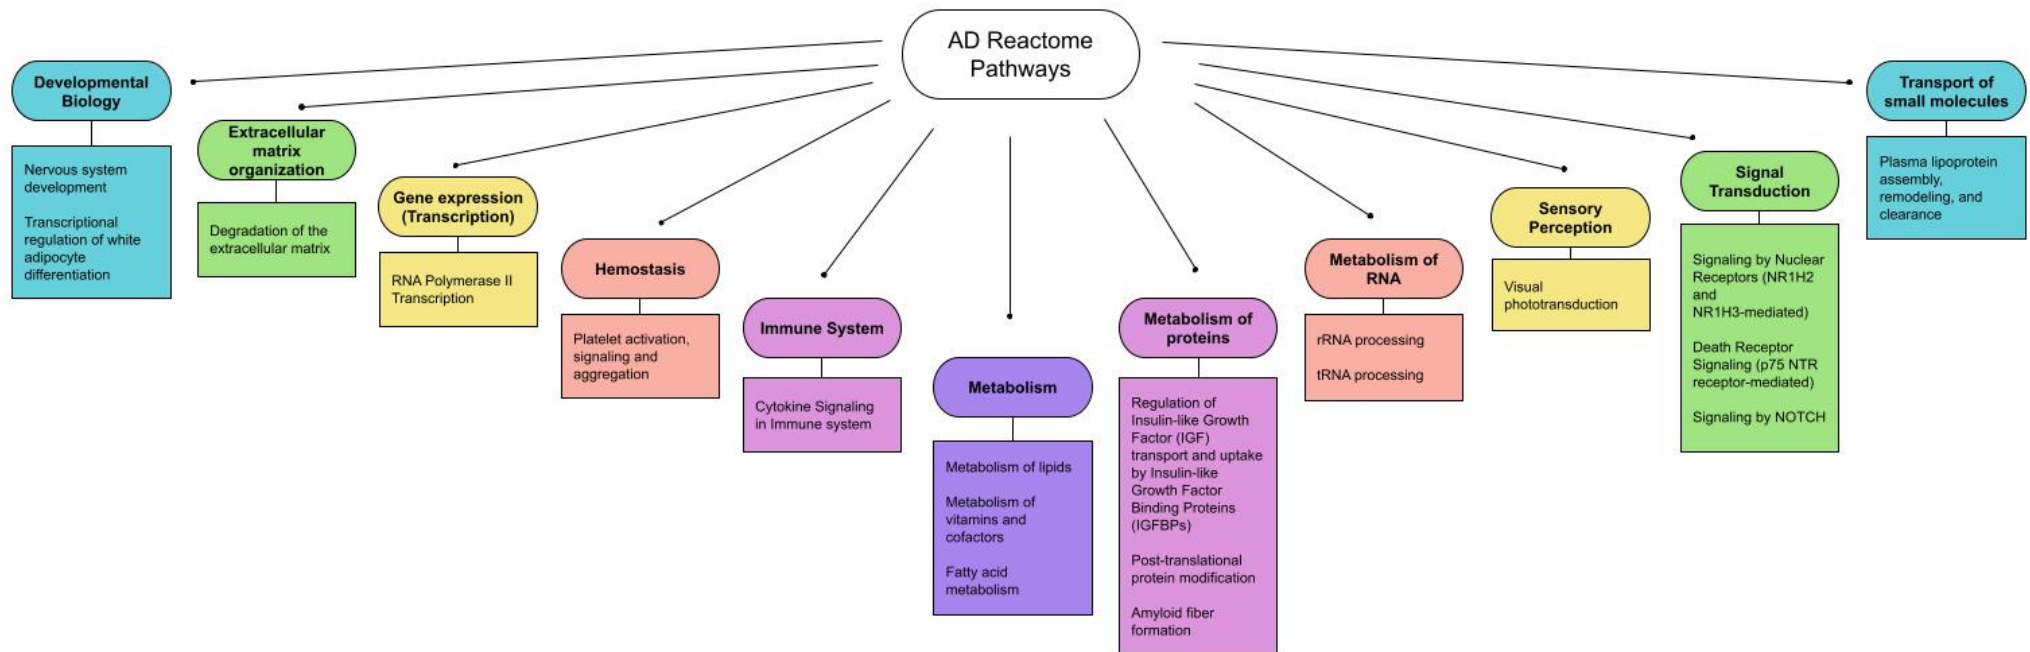 AD Reactome
Pathways
Developmental
Biology
Nervous system
development
Transcriptional
regulation of white
adipocyte
differentiation
Extracellular
matrix
organization
Degradation of the
extracellular matrix
Gene expression
(Transcription)
RNA Polymerase II
Transcription
Hemostasis
Platelet activation,
signaling and
aggregation
Immune System
Cytokine Signaling
in Immune system
Metabolism
Metabolism of lipids
Metabolism of
vitamins and
cofactors
Fatty acid
metabolism
Metabolism of
proteins
Regulation of
Insulin-like Growth
Factor (IGF)
transport and uptake
by Insulin-like
Growth Factor
Binding Proteins
(IGFBPs)
Post-translational
protein modification
Amyloid fiber
formation
Metabolism of
RNA
rRNA processing
tRNA processing
Sensory
Perception
Visual
phototransduction
Signal
Transduction
Signaling by Nuclear
Receptors (NR1H2
and
NR1H3-mediated)
Death Receptor
Signaling (p75 NTR
receptor-mediated)
Signaling by NOTCH
Transport of
small molecules
Plasma lipoprotein
assembly,
remodeling, and
clearance